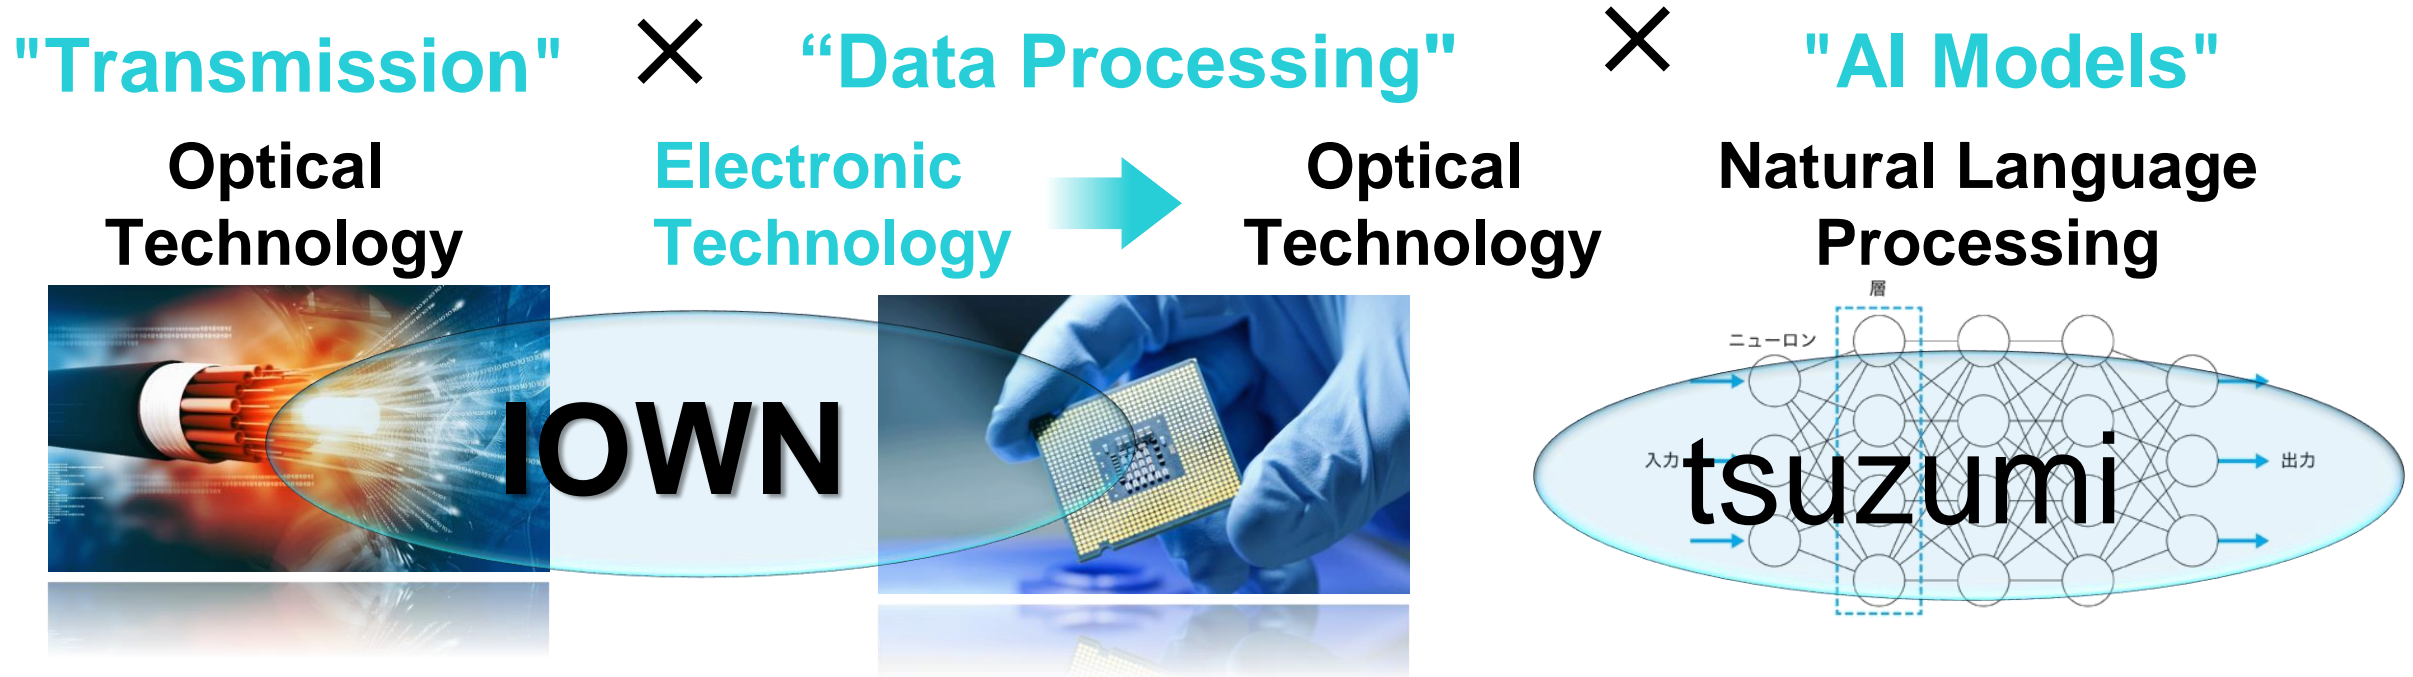 "Transmission" × “Data Processing" × "AI Models"
Optical
Technology
Electronic
Technology
Optical
Technology
Natural Language
Processing
IOWN
層
ニューロン
入力
tsuzumi
出力